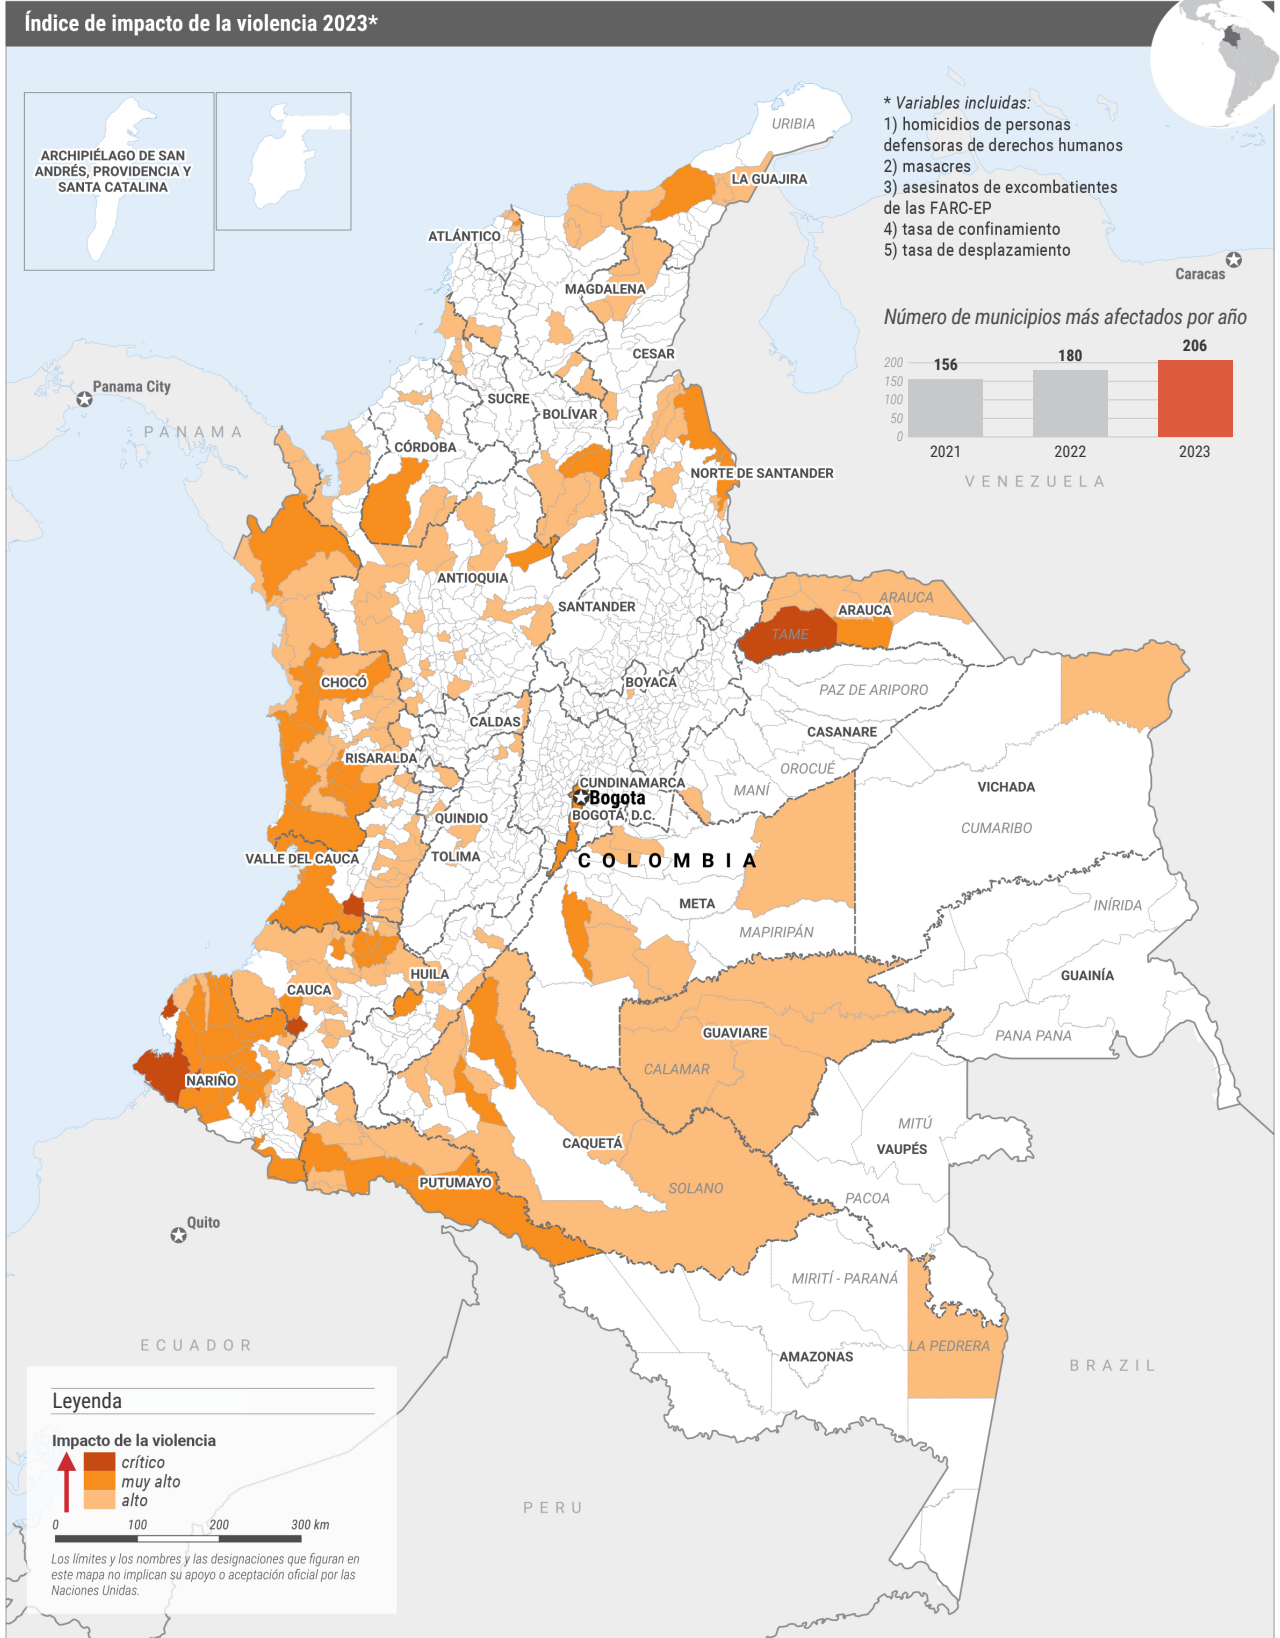 Índice de impacto de la violencia 2023*
ARCHIPIÉLAGO DE SAN
ANDRÉS, PROVIDENCIA Y
SANTA CATALINA
* Variables incluidas:
1) homicidios de personas
defensoras de derechos humanos
2) masacres
3) asesinatos de excombatientes
de las FARC-EP
4) tasa de confinamiento
5) tasa de desplazamiento
Caracas
Número de municipios más afectados por año
200
150
100
50
0
156
180
206
2021
2022
2023
VENEZUELA
URIBIA
LA GUAJIRA
ATLÁNTICO
MAGDALENA
CESAR
Panama City
PANAMA
SUCRE
BOLÍVAR
CÓRDOBA
NORTE DE SANTANDER
ANTIOQUIA
SANTANDER
ARAUCA
ARAUCA
TAME
CHOCÓ
BOYACÁ
PAZ DE ARIPORO
CALDAS
CASANARE
RISARALDA
OROCUÉ
CUNDINAMARCA
MANÍ
VICHADA
Bogota
BOGOTÁ, D.C.
QUINDIO
CUMARIBO
VALLE DEL CAUCA
TOLIMA
COLOMBIA
META
INÍRIDA
MAPIRIPÁN
HUILA
GUAINÍA
CAUCA
GUAVIARE
PANA PANA
CALAMAR
NARIÑO
MITÚ
CAQUETÁ
VAUPÉS
PUTUMAYO
SOLANO
PACOA
Quito
MIRITÍ - PARANÁ
ECUADOR
LA PEDRERA
AMAZONAS
BRAZIL
PERU
Leyenda
Impacto de la violencia
crítico
muy alto
alto
0 100 200 300 km
Los límites y los nombres y las designaciones que figuran en
este mapa no implican su apoyo o aceptación oficial por las
Naciones Unidas.